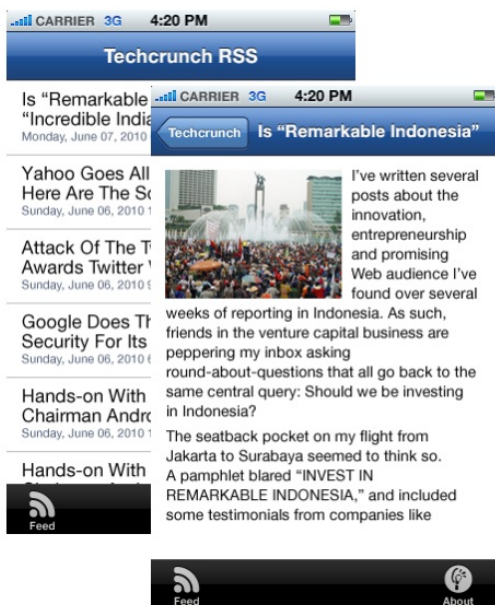 CARRIER 3G 4:20 PM
Techcrunch RSS
Is “Remarkable
“Incredible India
Monday, June 07, 2010
Yahoo Goes All
Here Are The
Sunday, June 06, 2010
Attack Of The
Awards Twitter
Sunday, June 06, 2010
Google Does
Security For Its
Sunday, June 06, 2010
Hands-on With
Chairman
Sunday, June 06, 2010
Hands-on With
Feed
CARRIER 3G 4:20 PM
Techcrunch
Is “Remarkable Indonesia”
I’ve written several
posts about the
innovation,
entrepreneurship
and promising
Web audience I’ve
found over several
weeks of reporting in Indonesia. As such,
friends in the venture capital business are
peppering my inbox asking
round-about-questions that all go back to the
same central query: Should we be investing
in Indonesia?
The seatback pocket on my flight from
Jakarta to Surabaya seemed to think so.
A pamphlet blared “INVEST IN
REMARKABLE INDONESIA,” and included
some testimonials from companies like
Feed
About